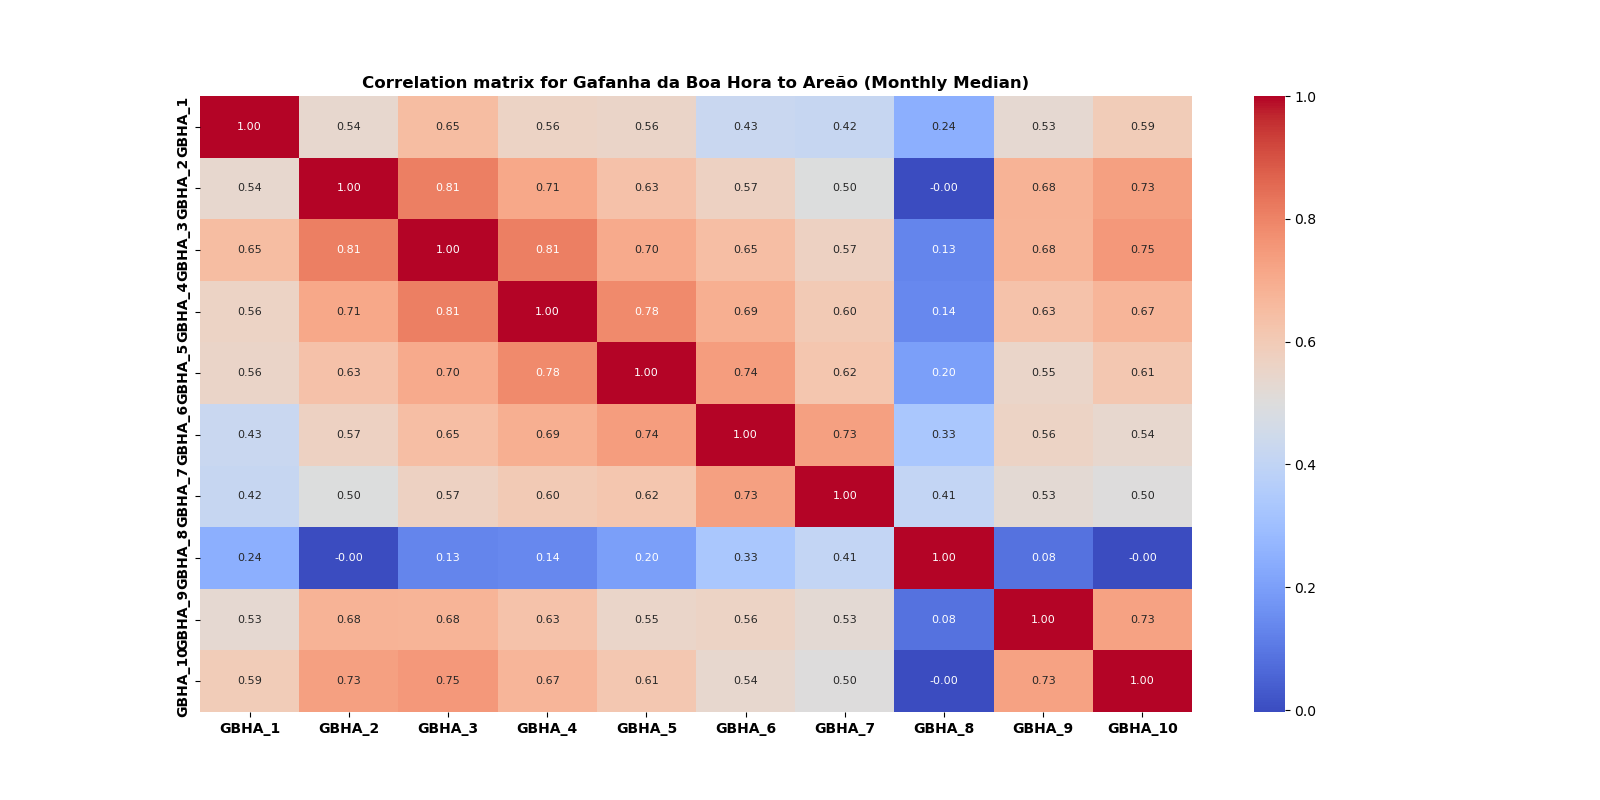 Correlation matrix for Gafanha da Boa Hora to Areão (Monthly Median)
GBHA_1 1.00 0.54 0.65 0.56 0.56 0.43 0.42 0.24 0.53 0.59
GBHA_2 0.54 1.00 0.81 0.71 0.63 0.57 0.50 -0.00 0.68 0.73
GBHA_3 0.65 0.81 1.00 0.81 0.70 0.65 0.57 0.13 0.68 0.75
GBHA_4 0.56 0.71 0.81 1.00 0.78 0.69 0.60 0.14 0.63 0.67
GBHA_5 0.56 0.63 0.70 0.78 1.00 0.74 0.62 0.20 0.55 0.61
GBHA_6 0.43 0.57 0.65 0.69 0.74 1.00 0.73 0.33 0.56 0.54
GBHA_7 0.42 0.50 0.57 0.60 0.62 0.73 1.00 0.41 0.53 0.50
GBHA_8 0.24 -0.00 0.13 0.14 0.20 0.33 0.41 1.00 0.08 -0.00
GBHA_9 0.53 0.68 0.68 0.63 0.55 0.56 0.53 0.08 1.00 0.73
GBHA_10 0.59 0.73 0.75 0.67 0.61 0.54 0.50 -0.00 0.73 1.00
GBHA_1 GBHA_2 GBHA_3 GBHA_4 GBHA_5 GBHA_6 GBHA_7 GBHA_8 GBHA_9 GBHA_10
1.0
0.8
0.6
0.4
0.2
0.0